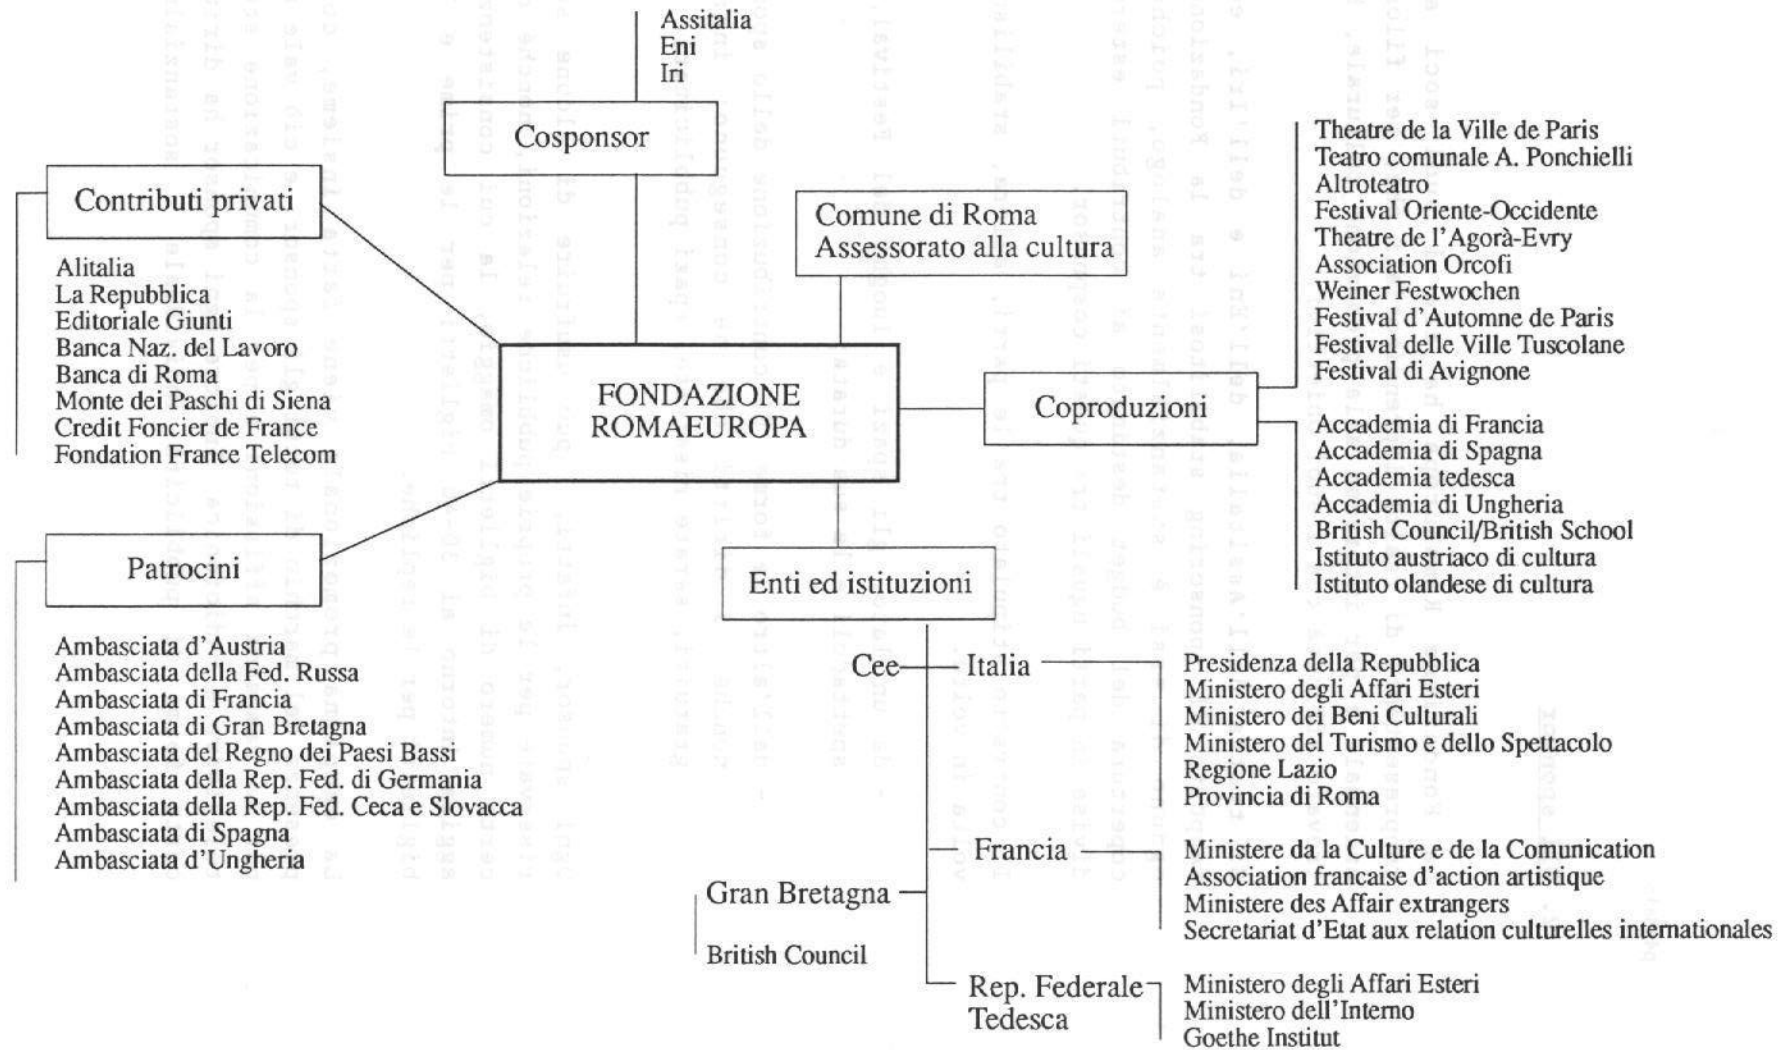 Assitalia
Eni
Iri
Cosponsor
Contributi privati
Alitalia
La Repubblica
Editoriale Giunti
Banca Naz. del Lavoro
Banca di Roma
Monte dei Paschi di Siena
Credit Foncier de France
Fondation France Telecom
Comune di Roma
Assessorato alla cultura
FONDAZIONE
ROMAEUROPA
Coproduzioni
Theatre de la Ville de Paris
Teatro comunale A. Ponchielli
Altroteatro
Festival Oriente-Occidente
Theatre de l'Agorà-Evry
Association Orcofi
Weiner Festwochen
Festival d'Automne de Paris
Festival delle Ville Tuscolane
Festival di Avignone
Accademia di Francia
Accademia di Spagna
Accademia tedesca
Accademia di Ungheria
British Council/British School
Istituto austriaco di cultura
Istituto olandese di cultura
Patrocini
Ambasciata d'Austria
Ambasciata della Fed. Russa
Ambasciata di Francia
Ambasciata di Gran Bretagna
Ambasciata del Regno dei Paesi Bassi
Ambasciata della Rep. Fed. di Germania
Ambasciata della Rep. Fed. Ceca e Slovacca
Ambasciata di Spagna
Ambasciata d'Ungheria
Enti ed istituzioni
Cee
Italia
Presidenza della Repubblica
Ministero degli Affari Esteri
Ministero dei Beni Culturali
Ministero del Turismo e dello Spettacolo
Regione Lazio
Provincia di Roma
Francia
Ministere da la Culture e de la Comunication
Association francaise d'action artistique
Ministere des Affair extrangers
Secretariat d'Etat aux relation culturelles internationales
Gran Bretagna
British Council
Rep. Federale
Tedesca
Ministero degli Affari Esteri
Ministero dell'Interno
Goethe Institut